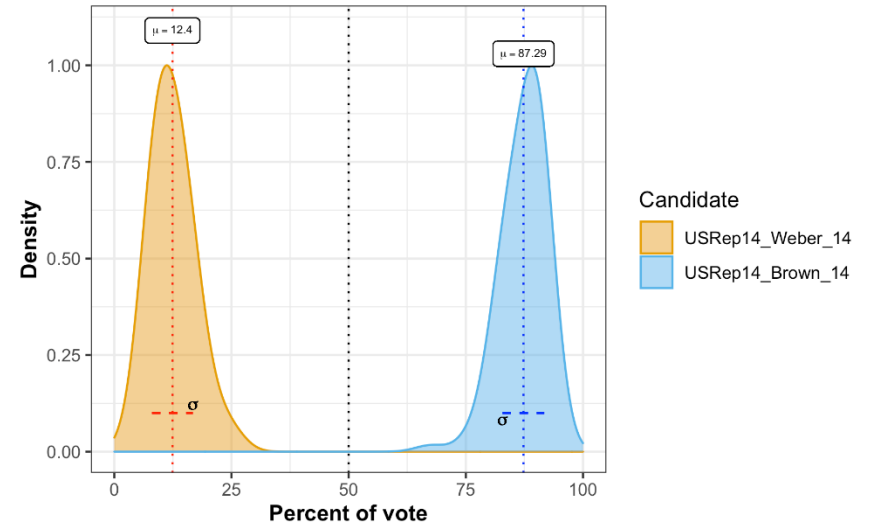 μ = 12.4
μ = 87.29
1.00
0.75
0.50
0.25
0.00
Density
σ
σ
0 25 50 75 100
Percent of vote
Candidate
USRep14_Weber_14
USRep14_Brown_14